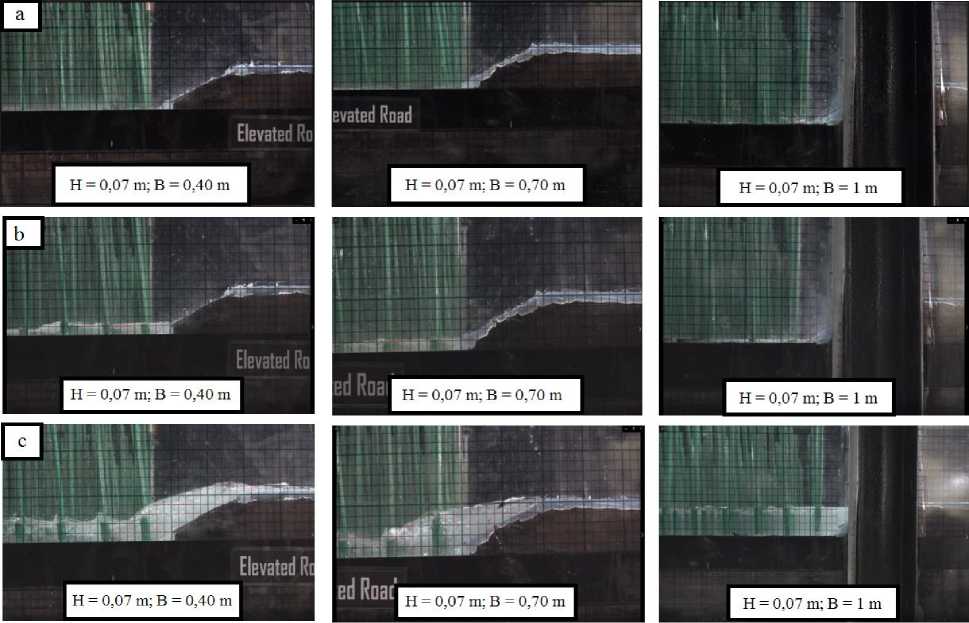 a
Elevated Ro
H = 0,07 m; B = 0,40 m
evated Road
H = 0,07 m; B = 0,70 m
H = 0,07 m; B = 1 m
b
Elevated Ro
H = 0,07 m; B = 0,40 m
ed Road
H = 0,07 m; B = 0,70 m
H = 0,07 m; B = 1 m
c
Elevated Ro
H = 0,07 m; B = 0,40 m
ed Road
H = 0,07 m; B = 0,70 m
H = 0,07 m; B = 1 m